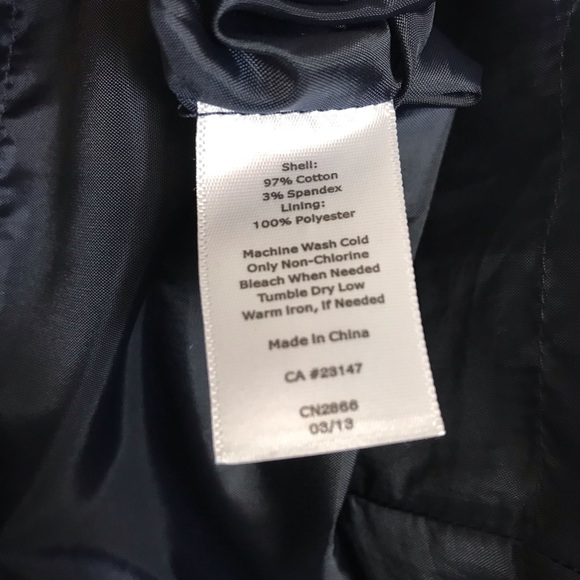 Shell:
97% Cotton
3% Spandex
Lining:
100% Polyester
Machine Wash Cold
Only Non-Chlorine
Bleach When Needed
Tumble Dry Low
Warm Iron, If Needed
Made In China
CA #23147
CN2866
03/13